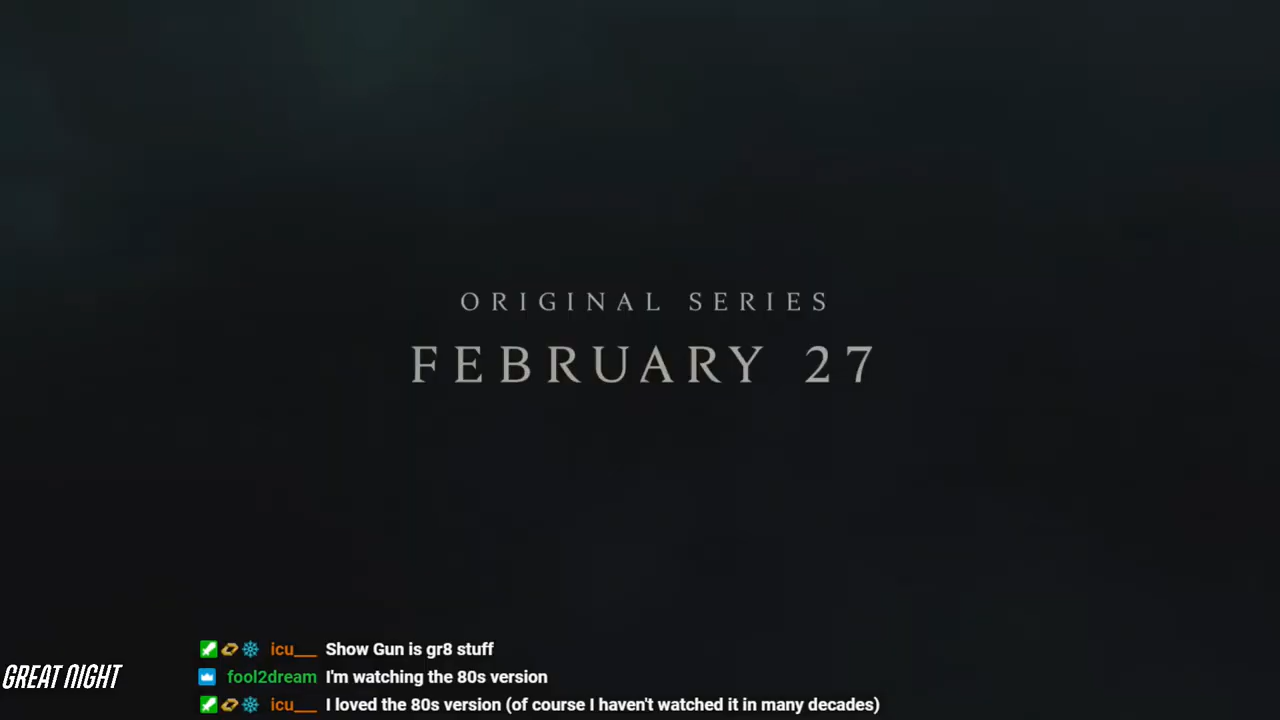 ORIGINAL SERIES
FEBRUARY 27
icu___ Show Gun is gr8 stuff
GREAT NIGHT
fool2dream I'm watching the 80s version
icu___ I loved the 80s version (of course I haven't watched it in many decades)